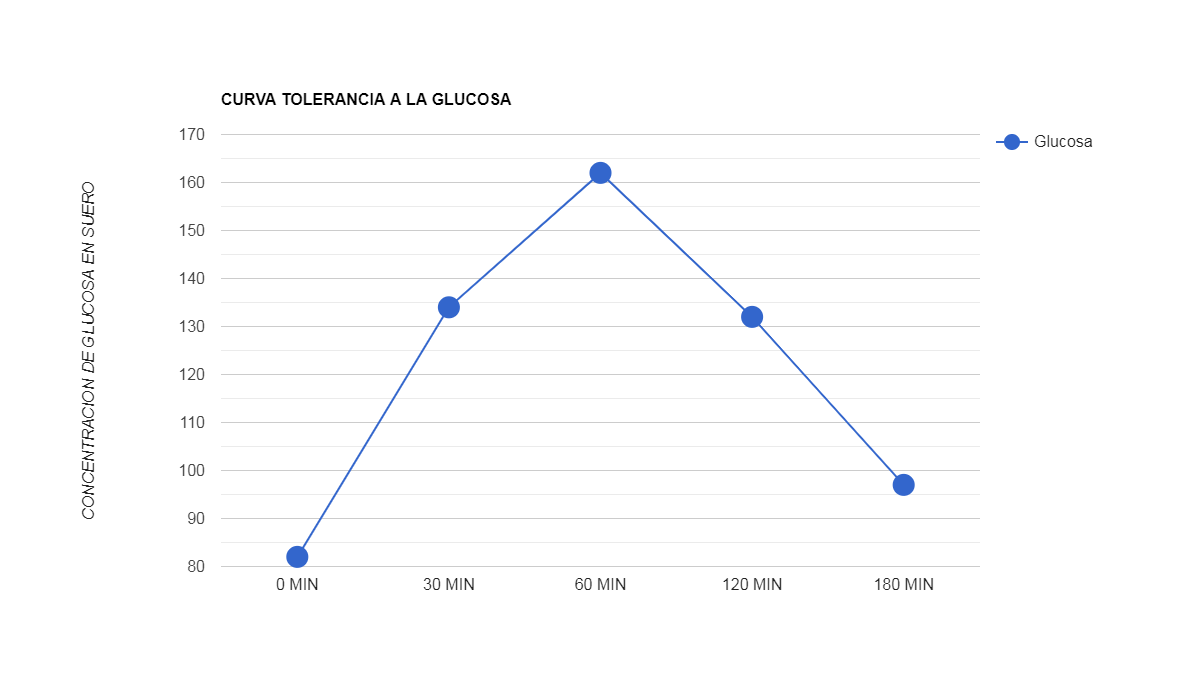 CURVA TOLERANCIA A LA GLUCOSA
Glucosa
CONCENTRACION DE GLUCOSA EN SUERO
170
160
150
140
130
120
110
100
90
80
0 MIN
30 MIN
60 MIN
120 MIN
180 MIN